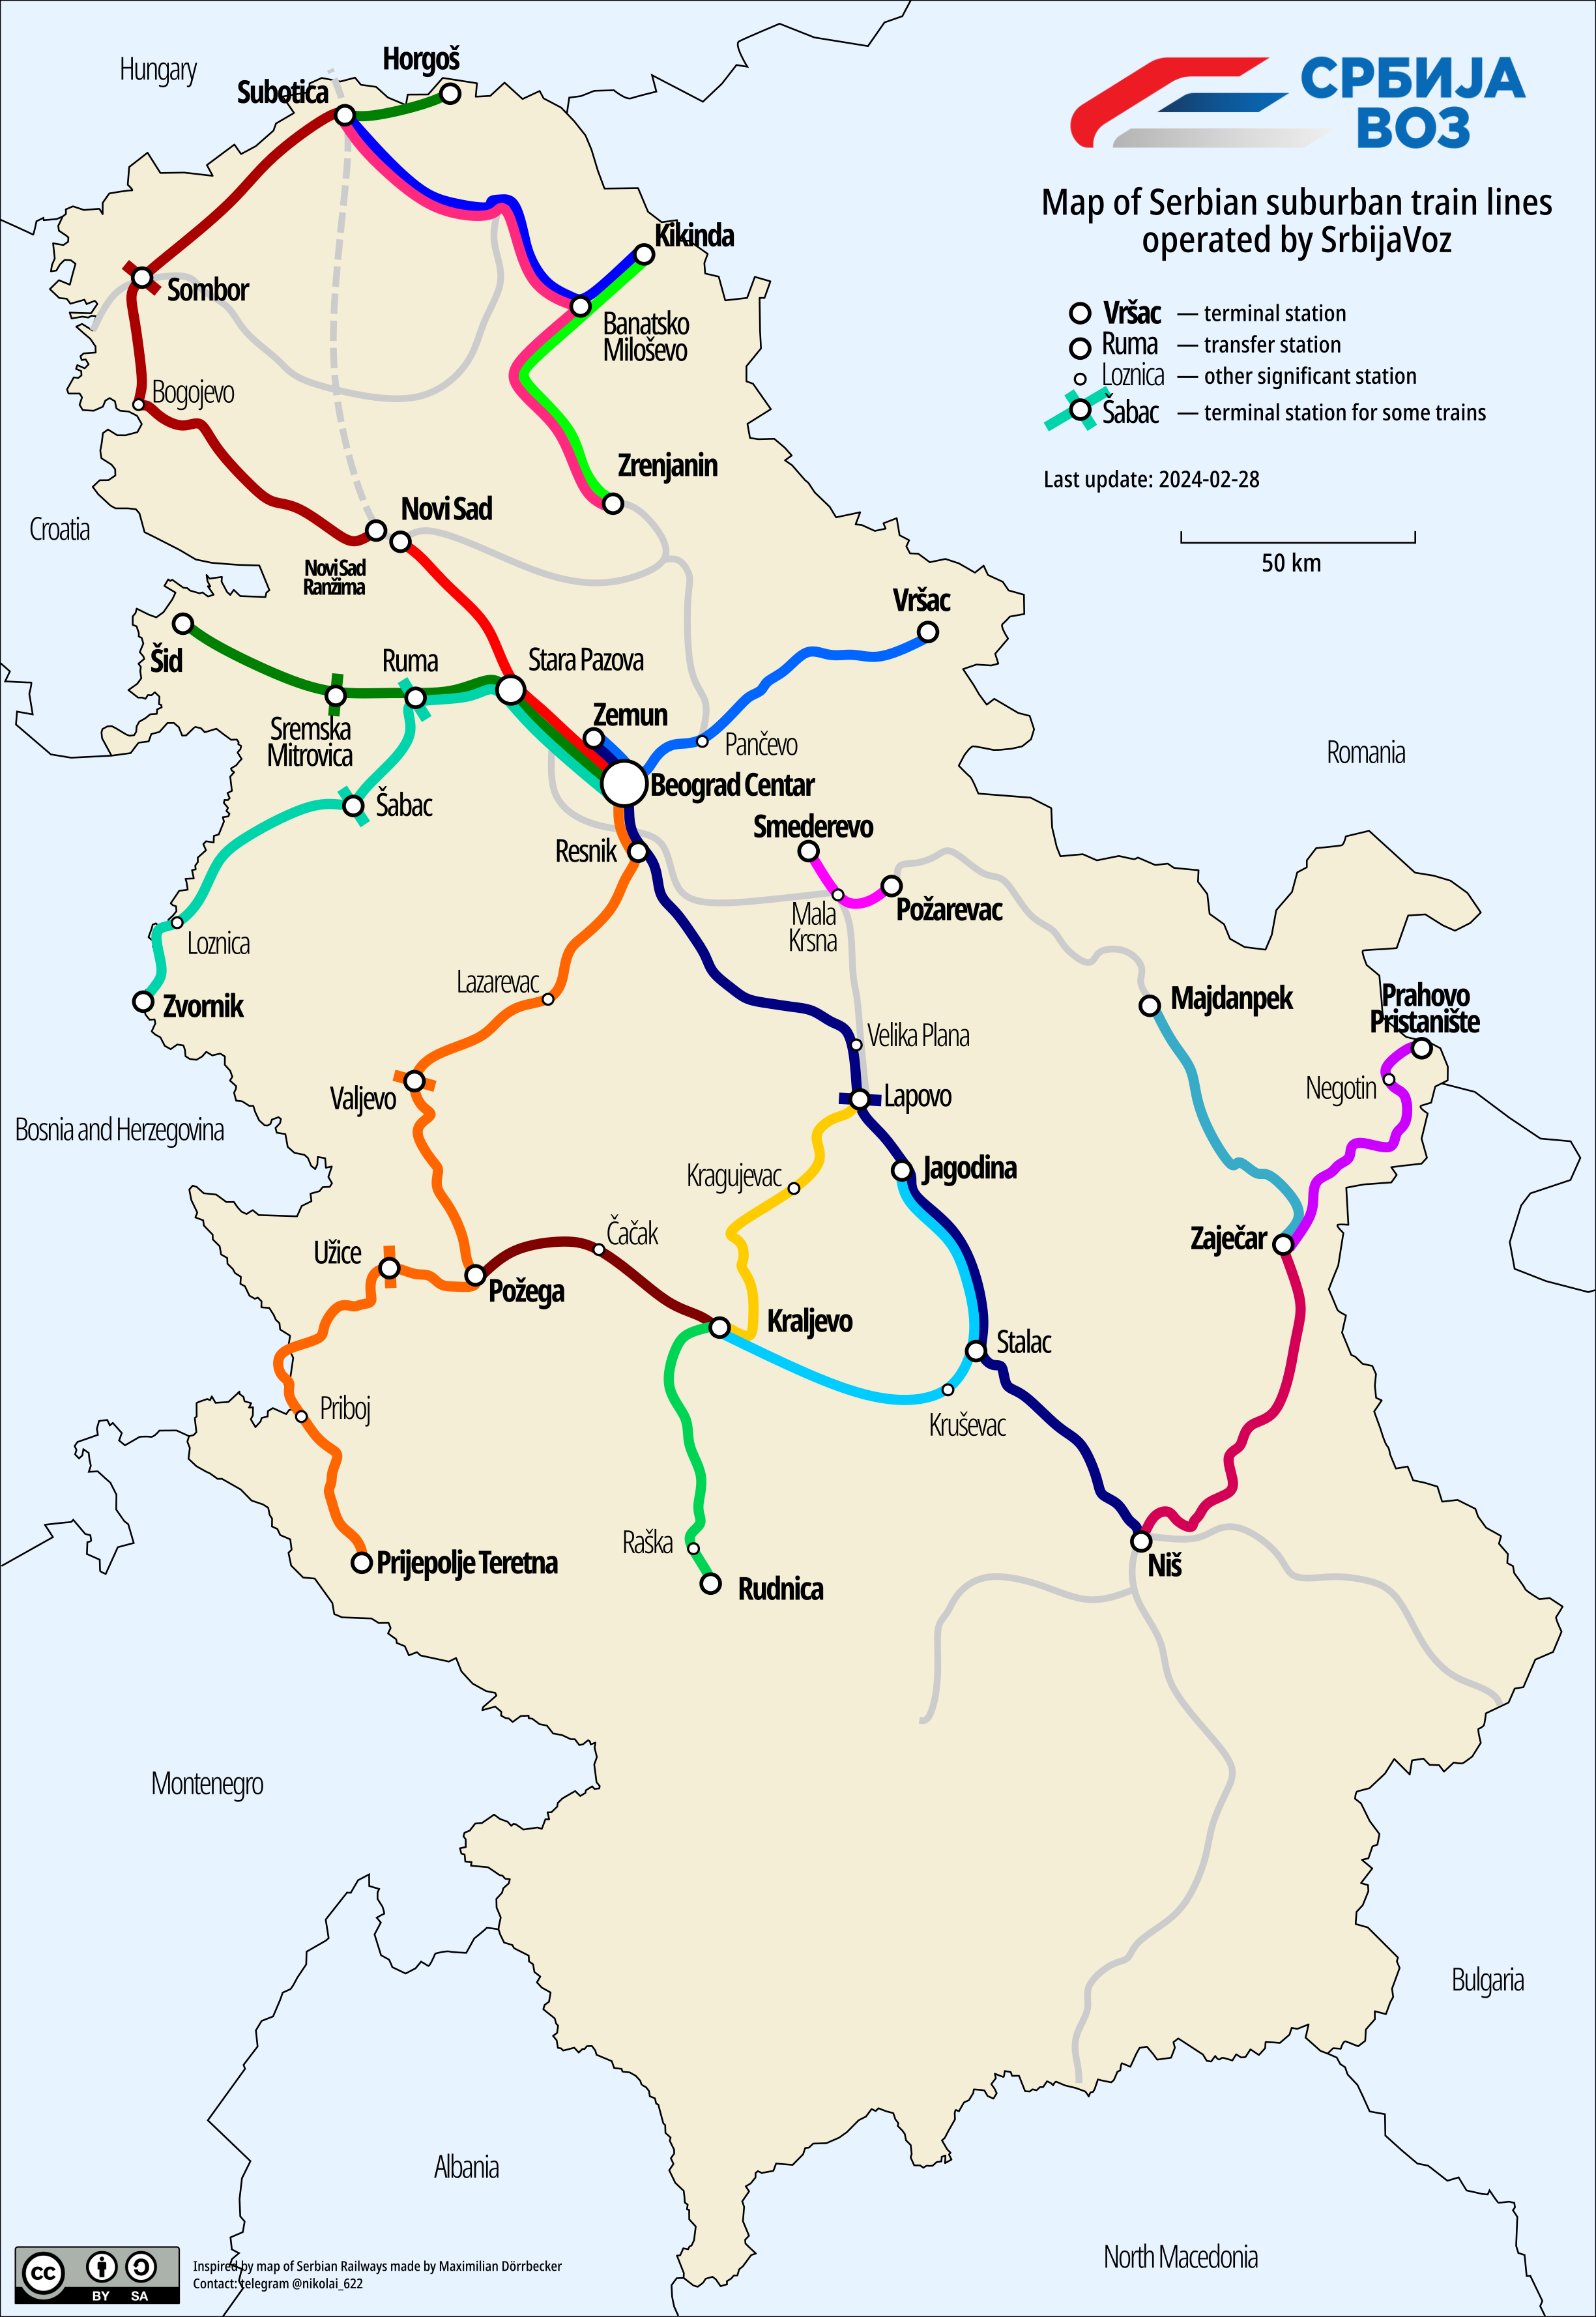 Hungary
Horgoš
Subotica
СРБИЈА
ВОЗ
Map of Serbian suburban train lines
operated by SrbijaVoz
Kikinda
Sombor
Banatsko
Miloševo
Vršac — terminal station
Ruma — transfer station
Loznica — other significant station
Šabac — terminal station for some trains
Bogojevo
Zrenjanin
Last update: 2024-02-28
Novi Sad
Croatia
50 km
Novi Sad
Ranžirna
Vršac
Šid
Ruma
Stara Pazova
Zemun
Sremska
Mitrovica
Pančevo
Romania
Beograd Centar
Šabac
Smederevo
Resnik
Požarevac
Mala
Krsna
Loznica
Lazarevac
Zvornik
Majdanpek
Prahovo
Pristanište
Velika Plana
Negotin
Valjevo
Lapovo
Bosnia and Herzegovina
Kragujevac
Jagodina
Čačak
Užice
Zaječar
Požega
Kraljevo
Stalac
Priboj
Kruševac
Raška
Prijepolje Teretna
Niš
Rudnica
Montenegro
Bulgaria
Albania
North Macedonia
Inspired by map of Serbian Railways made by Maximilian Dörrbecker
Contact: telegram @nikolai_622
cc
BY SA